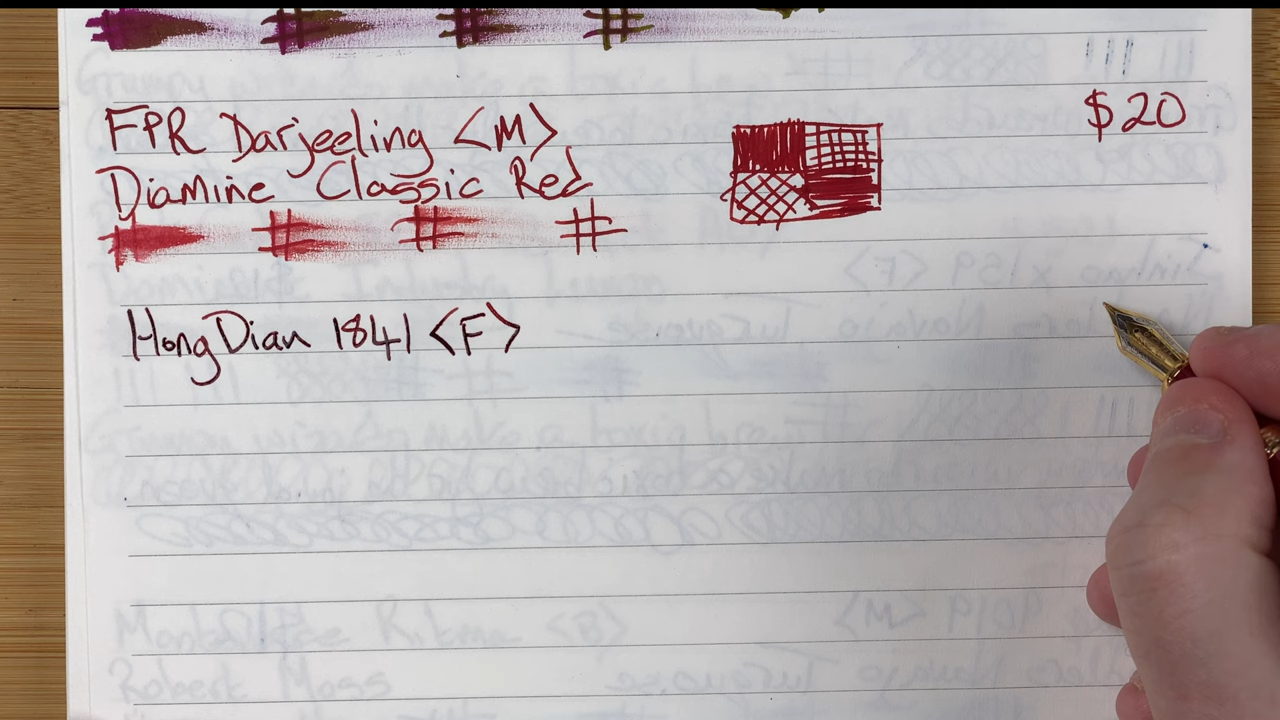 FPR Darjeeling <M> $20
Diamine Classic Red
HongDian 1841 <F>